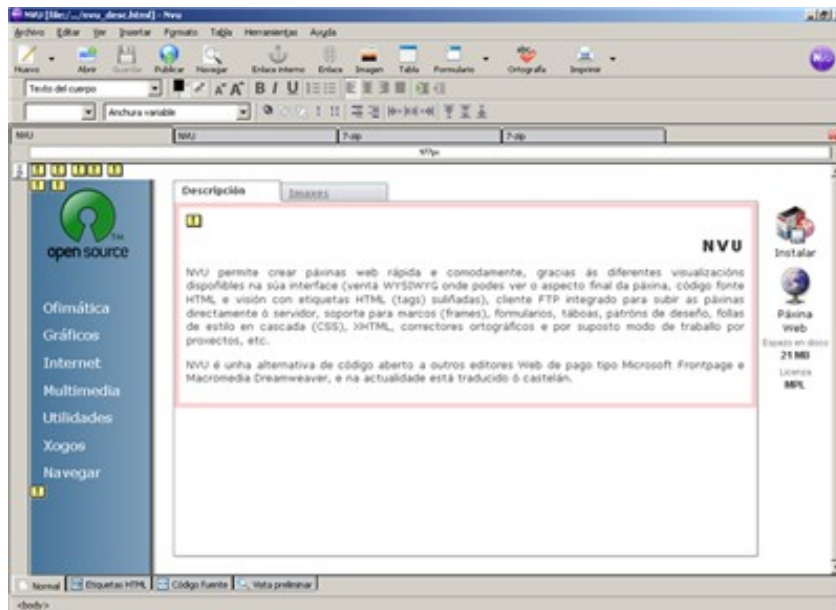 NVU [file:/.../nvu_desc.html] - Nvu
Archivo Editar Ver Insertar Formato Tabla Herramientas Ayuda
Nuevo Abrir Guardar Publicar Navegar Enlace interno Enlace Imagen Tabla Formulario Ortografía Imprimir
Texto del cuerpo
B I U
Anchura variable
NVU NVU 7-zip 7-zip
977px
open source
TM
Ofimática
Gráficos
Internet
Multimedia
Utilidades
Xogos
Navegar
Descripción Imaxes
NVU
NVU permite crear páxinas web rápida e comodamente, gracias ás diferentes visualizacións
dispoñibles na súa interface (ventá WYSIWYG onde podes ver o aspecto final da páxina, código fonte
HTML e visión con etiquetas HTML (tags) suliñadas), cliente FTP integrado para subir as páxinas
directamente ó servidor, soporte para marcos (frames), formularios, táboas, patróns de deseño, follas
de estilo en cascada (CSS), XHTML, correctores ortográficos e por suposto modo de traballo por
proxectos, etc.
NVU é unha alternativa de código aberto a outros editores Web de pago tipo Microsoft Frontpage e
Macromedia Dreamweaver, e na actualidade está traducido ó castelán.
Instalar
Páxina
Web
Espazo en disco
21 MB
Licenza
MPL
Normal Etiquetas HTML Código Fuente Vista preliminar
<body>